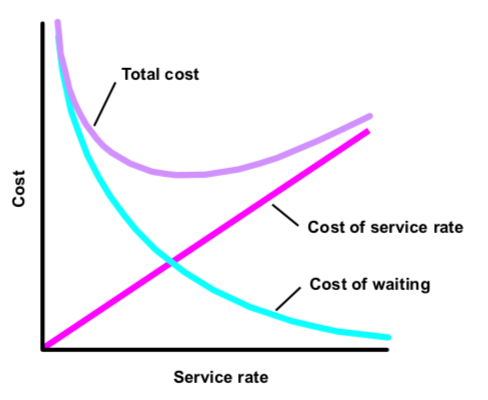 Total cost
Cost
Cost of service rate
Cost of waiting
Service rate